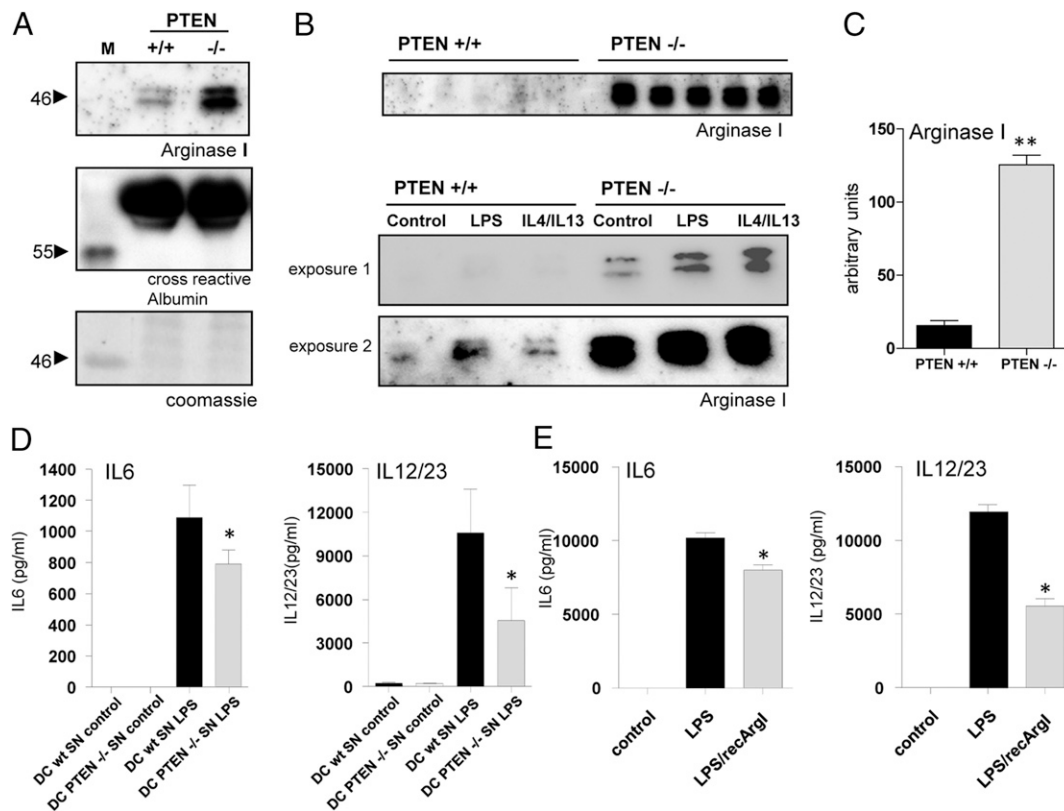 A
PTEN
M +/+ -/-
46
Arginase I
55
cross reactive
Albumin
46
coomassie
B
PTEN +/+ PTEN -/-
Arginase I
PTEN +/+ PTEN -/-
Control LPS IL4/IL13 Control LPS IL4/IL13
exposure 1
exposure 2
Arginase I
C
Arginase I
**
arbitrary units
150
100
50
0
PTEN +/+ PTEN -/-
D
IL6
IL6 (pg/ml)
1400
1200
1000
800
600
400
200
0
*
DC wt SN control
DC PTEN -/- SN control
DC wt SN LPS
DC PTEN -/- SN LPS
IL12/23
IL12/23(pg/ml)
15000
12000
9000
6000
3000
0
*
DC wt SN control
DC PTEN -/- SN control
DC wt SN LPS
DC PTEN -/- SN LPS
E
IL6
IL6 (pg/ml)
15000
10000
5000
0
*
control
LPS
LPS/recArgI
IL12/23
IL12/23 (pg/ml)
15000
10000
5000
0
*
control
LPS
LPS/recArgI